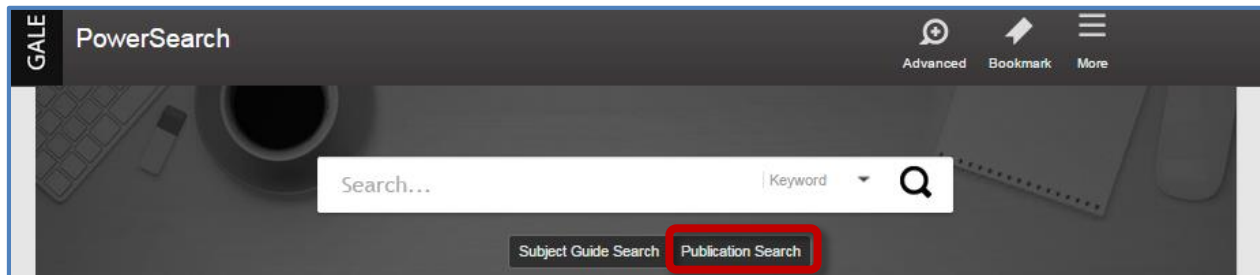 GALE
PowerSearch
Advanced Bookmark More
Search... Keyword
Subject Guide Search Publication Search